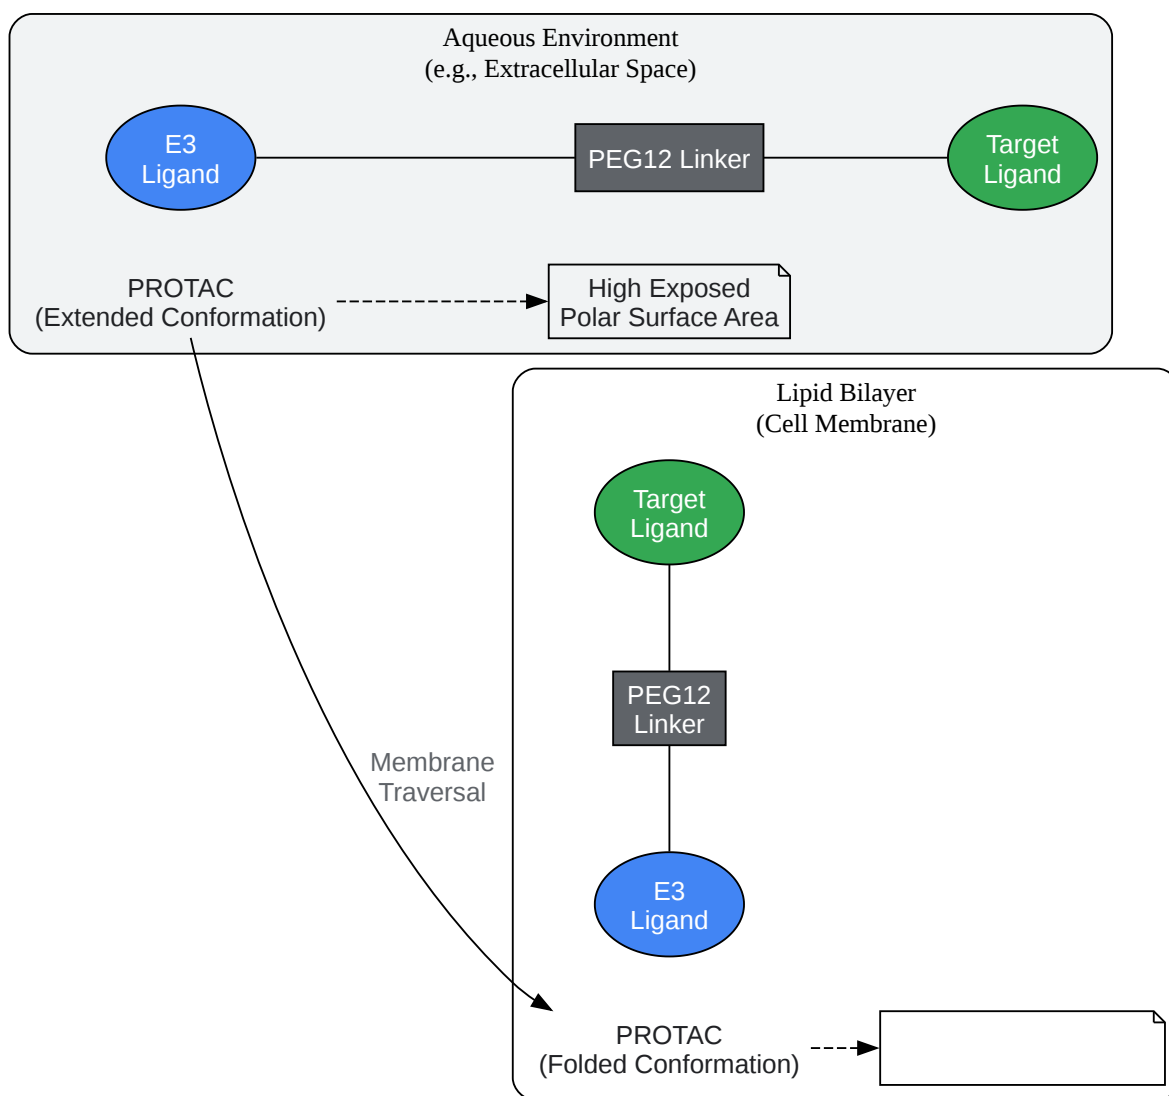 Aqueous Environment
(e.g., Extracellular Space)
E3
Ligand
PEG12 Linker
Target
Ligand
PROTAC
(Extended Conformation)
High Exposed
Polar Surface Area
Lipid Bilayer
(Cell Membrane)
Target
Ligand
PEG12
Linker
Membrane
Traversal
E3
Ligand
PROTAC
(Folded Conformation)